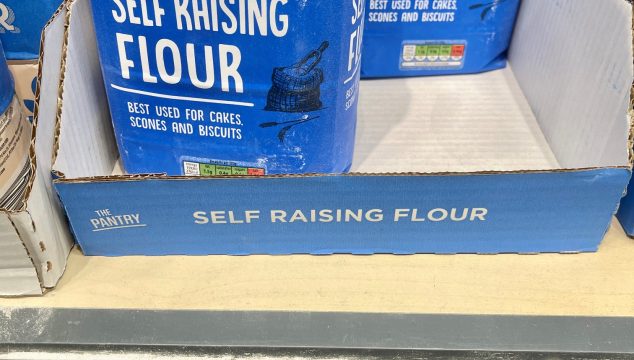 SELF RAISING
FLOUR
BEST USED FOR CAKES,
SCONES AND BISCUITS
BEST USED FOR CAKES,
SCONES AND BISCUITS
THE
PANTRY
SELF RAISING FLOUR